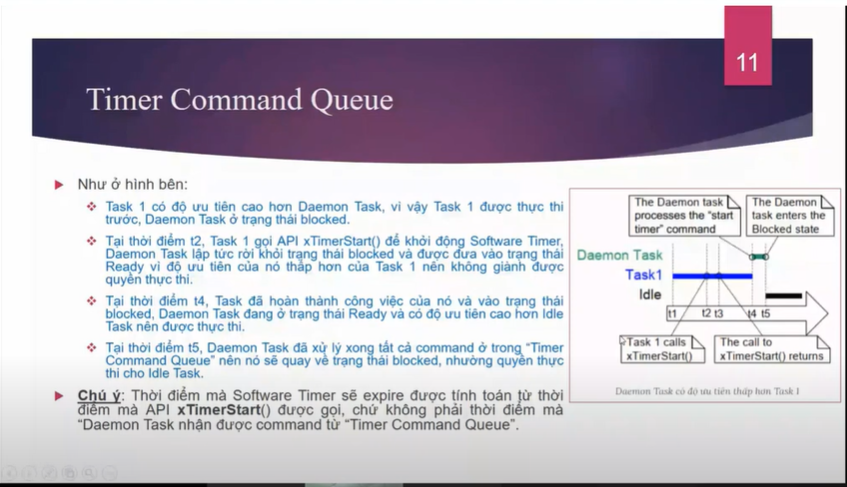 11
Timer Command Queue
Như ở hình bên:
Task 1 có độ ưu tiên cao hơn Daemon Task, vì vậy Task 1 được thực thi
trước, Daemon Task ở trạng thái blocked.
Tại thời điểm t2, Task 1 gọi API xTimerStart() để khởi động Software Timer,
Daemon Task lập tức rời khỏi trạng thái blocked và được đưa vào trạng thái
Ready vì độ ưu tiên của nó thấp hơn của Task 1 nên không giành được
quyền thực thi.
Tại thời điểm t4, Task đã hoàn thành công việc của nó và vào trạng thái
blocked, Daemon Task đang ở trạng thái Ready và có độ ưu tiên cao hơn Idle
Task nên được thực thi.
Tại thời điểm t5, Daemon Task đã xử lý xong tất cả command ở trong “Timer
Command Queue” nên nó sẽ quay về trạng thái blocked, nhường quyền thực
thi cho Idle Task.
Chú ý: Thời điểm mà Software Timer sẽ expire được tính toán từ thời
điểm mà API xTimerStart() được gọi, chứ không phải thời điểm mà
“Daemon Task nhận được command từ “Timer Command Queue”.
The Daemon task
processes the “start
timer” command
The Daemon
task enters the
Blocked state
Daemon Task
Task1
Idle
t1 t2 t3 t4 t5
Task 1 calls
xTimerStart()
The call to
xTimerStart() returns
Daemon Task có độ ưu tiên thấp hơn Task 1